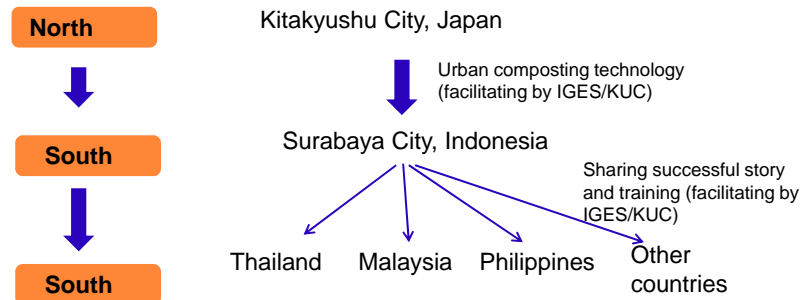 North
Kitakyushu City, Japan
Urban composting technology
(facilitating by IGES/KUC)
South
Surabaya City, Indonesia
Sharing successful story
and training (facilitating by
IGES/KUC)
Thailand
Malaysia
Philippines
Other
countries
South